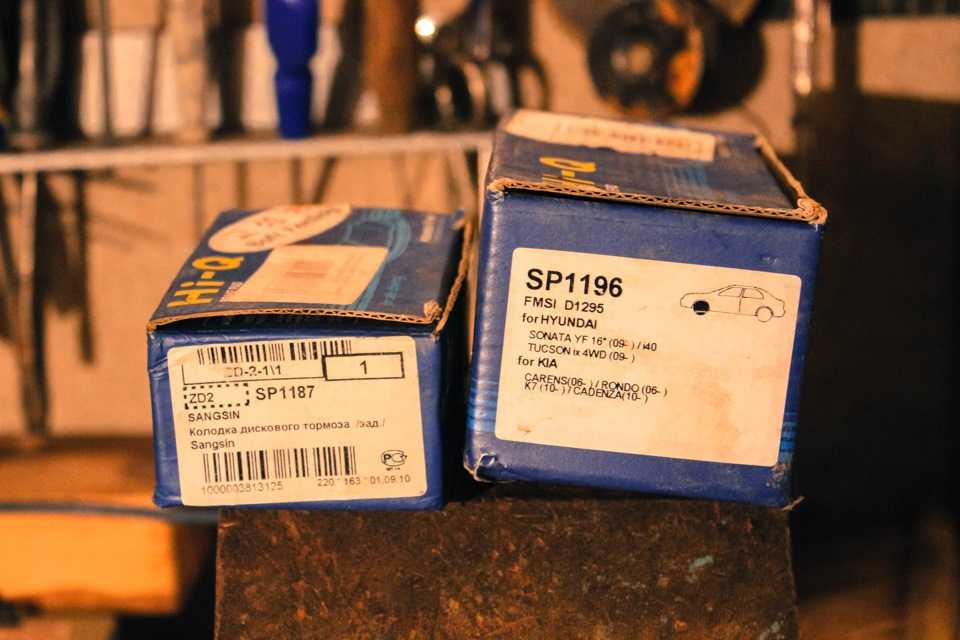 Hi-Q
ZD-2-1\1
1
ZD2
SP1187
SANGSIN
Колодка дискового тормоза /зад./
Sangsin
1000003813125
Hi-Q
SP1196
FMSI D1295
for HYUNDAI
SONATA YF 16" (09- ) / i40
TUCSON ix 4WD (09- )
for KIA
CARENS(06- ) / RONDO (06- )
K7 (10- ) / CADENZA(10- )